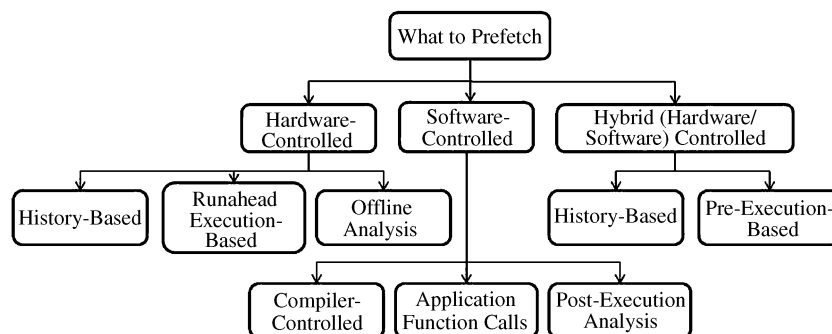 What to Prefetch
Hardware-
Controlled
Software-
Controlled
Hybrid (Hardware/
Software) Controlled
History-Based
Runahead
Execution-
Based
Offline
Analysis
History-Based
Pre-Execution-
Based
Compiler-
Controlled
Application
Function Calls
Post-Execution
Analysis